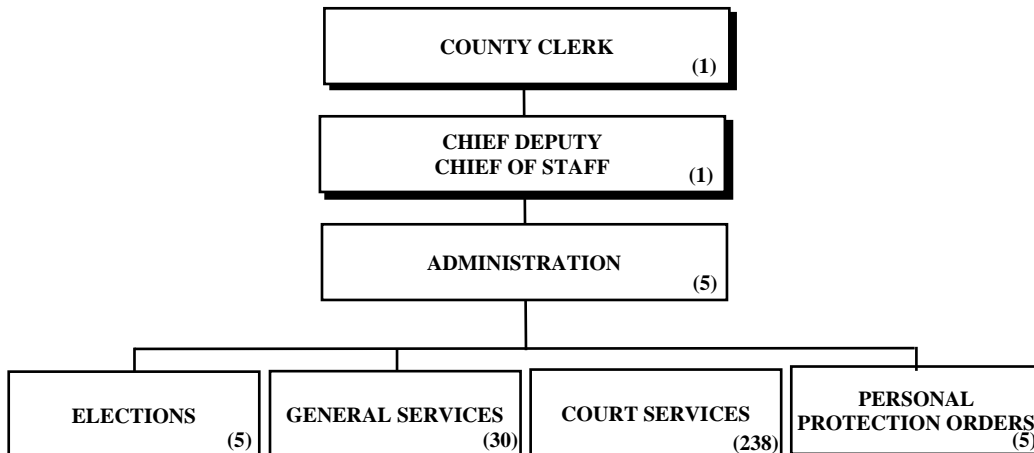 COUNTY CLERK
(1)
CHIEF DEPUTY
CHIEF OF STAFF
(1)
ADMINISTRATION
(5)
ELECTIONS
(5)
GENERAL SERVICES
(30)
COURT SERVICES
(238)
PERSONAL
PROTECTION ORDERS
(5)